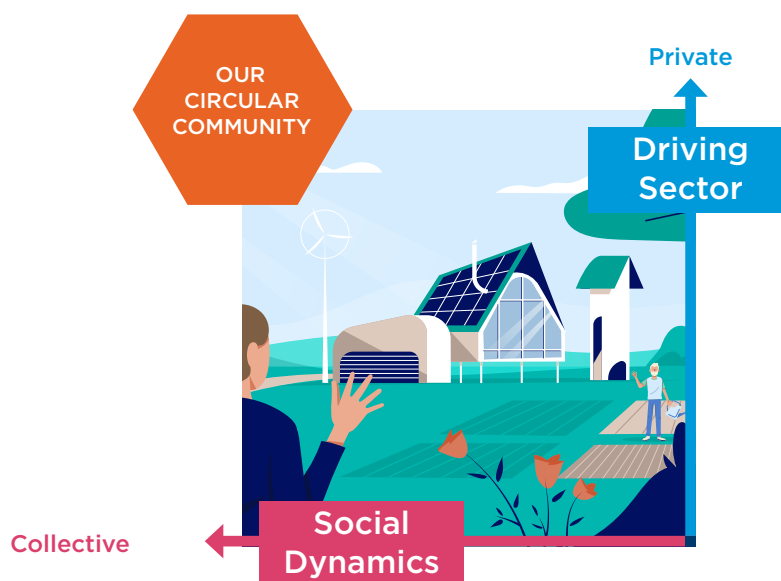 OUR
CIRCULAR
COMMUNITY
Private
Driving
Sector
Social
Dynamics
Collective